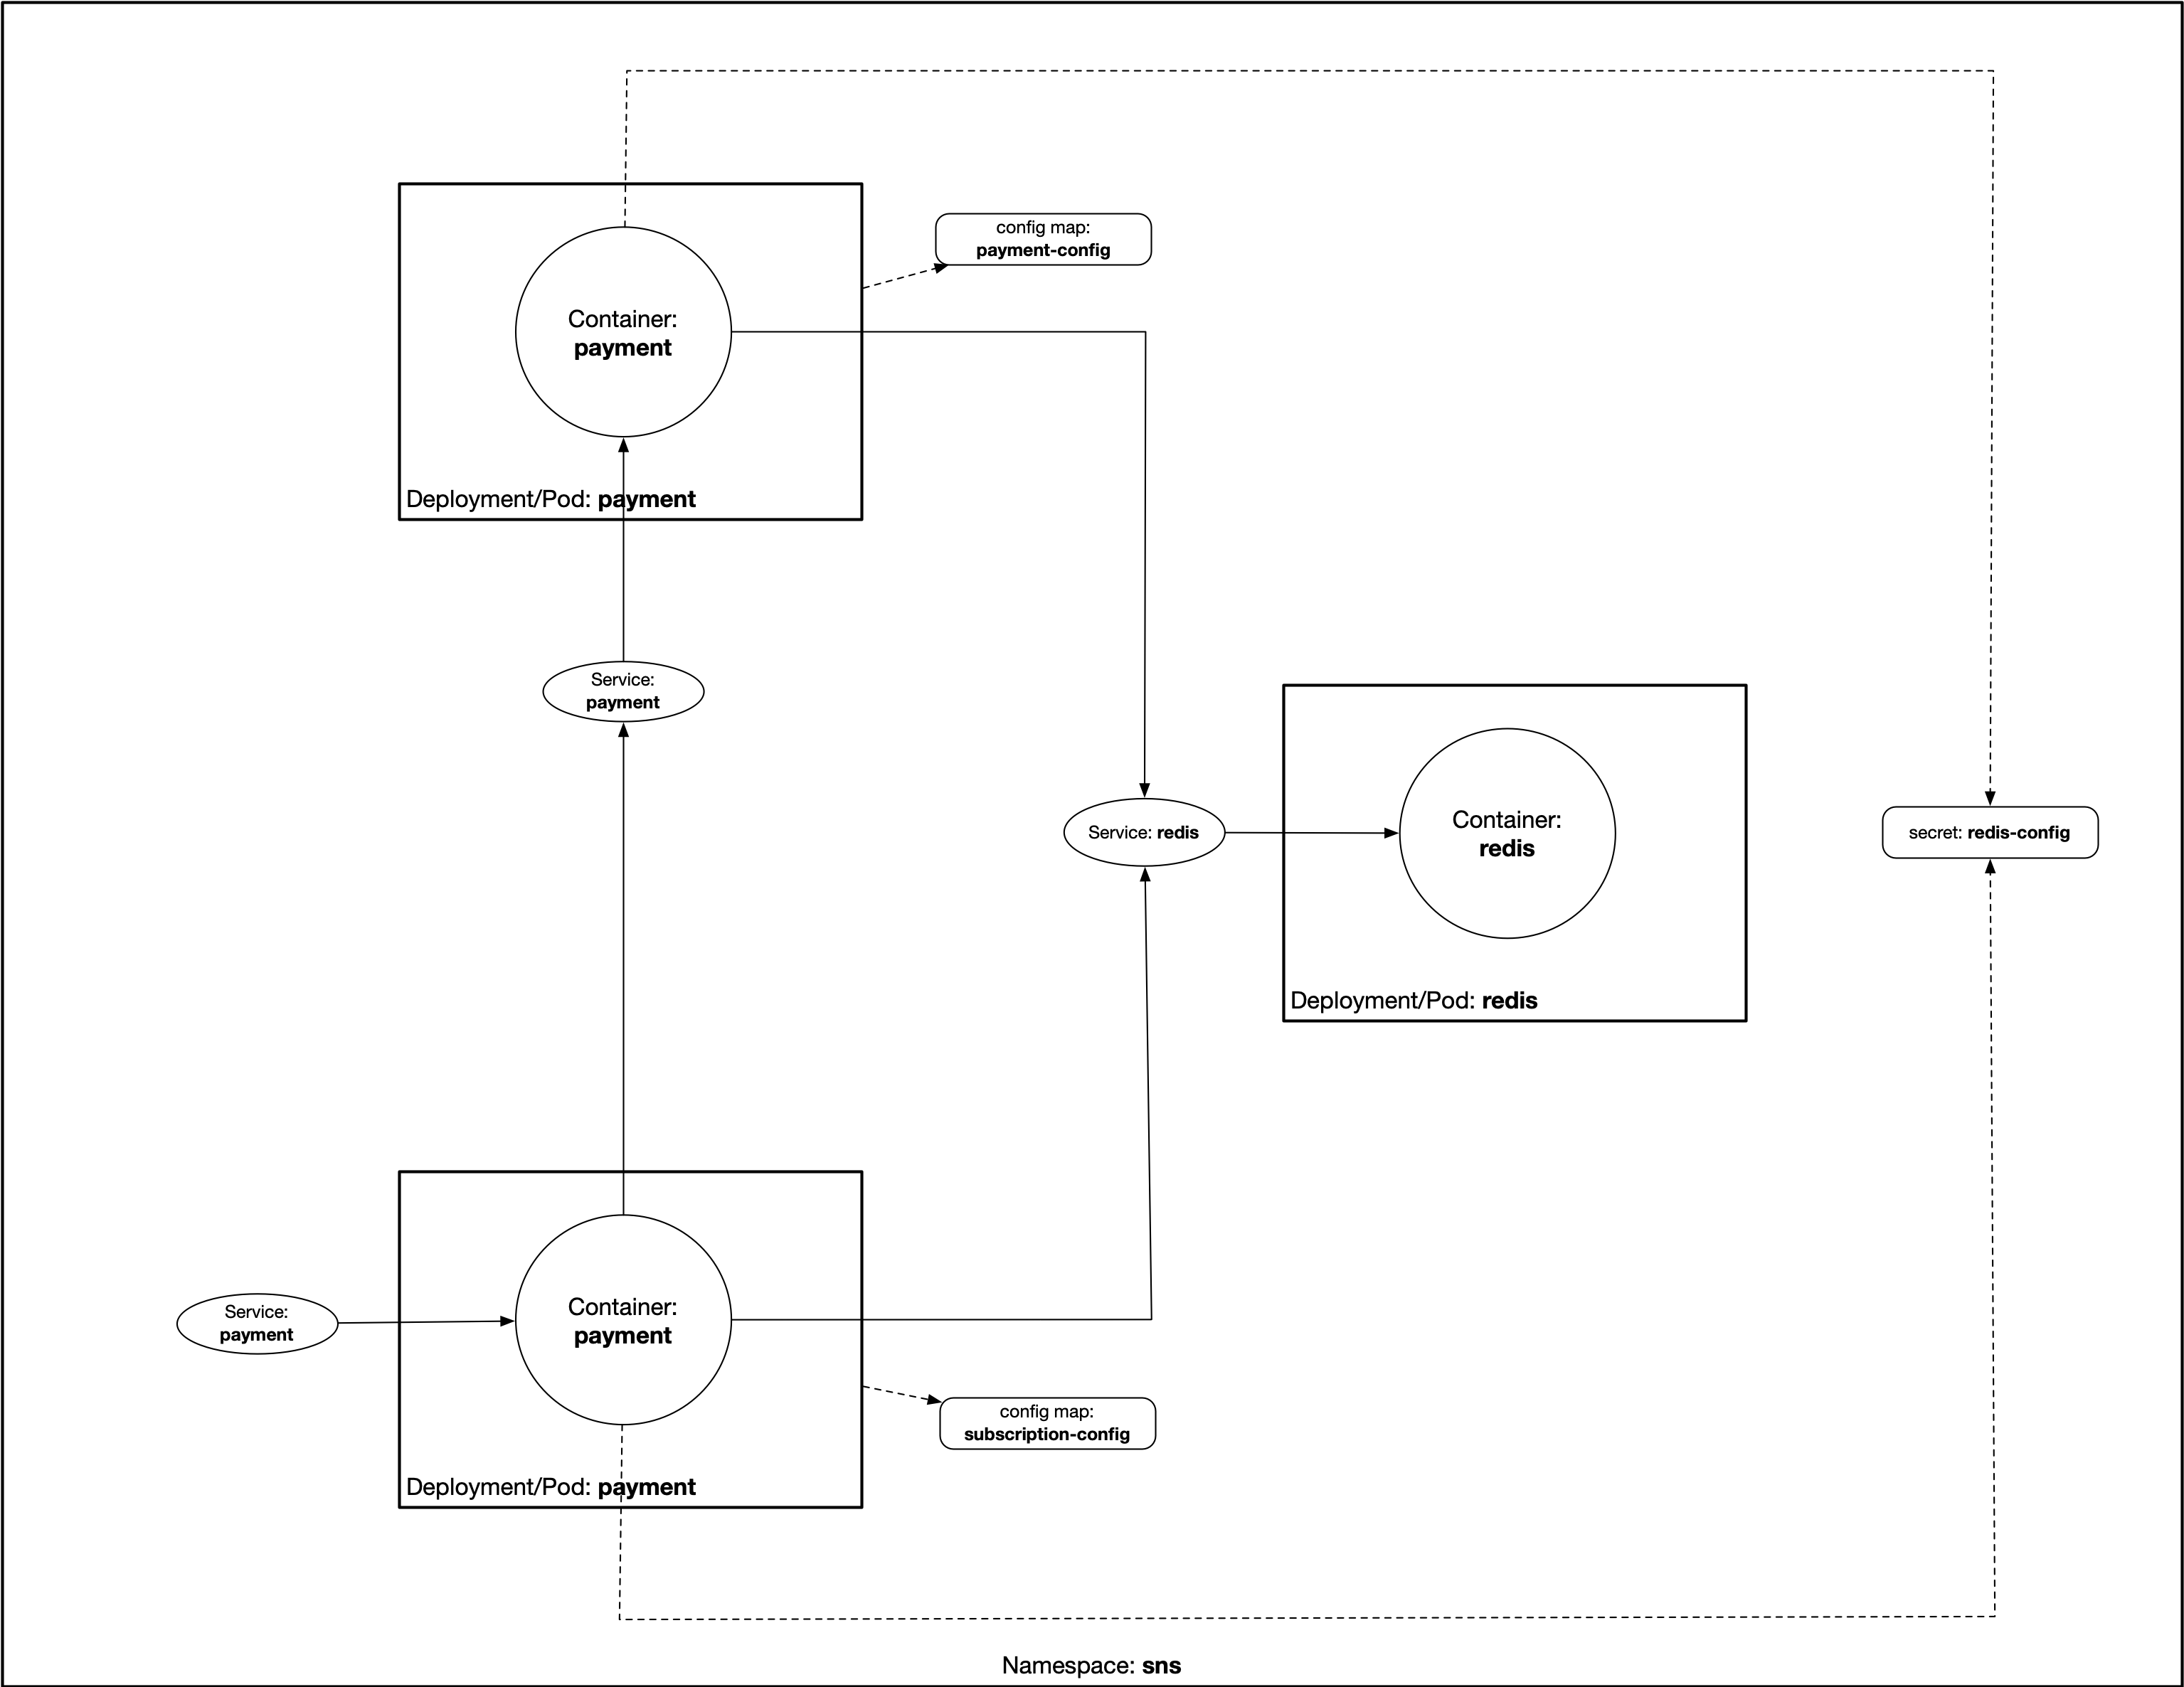 config map:
payment-config
Container:
payment
Deployment/Pod: payment
Service:
payment
Service: redis
Container:
redis
secret: redis-config
Deployment/Pod: redis
Container:
payment
Service:
payment
config map:
subscription-config
Deployment/Pod: payment
Namespace: sns